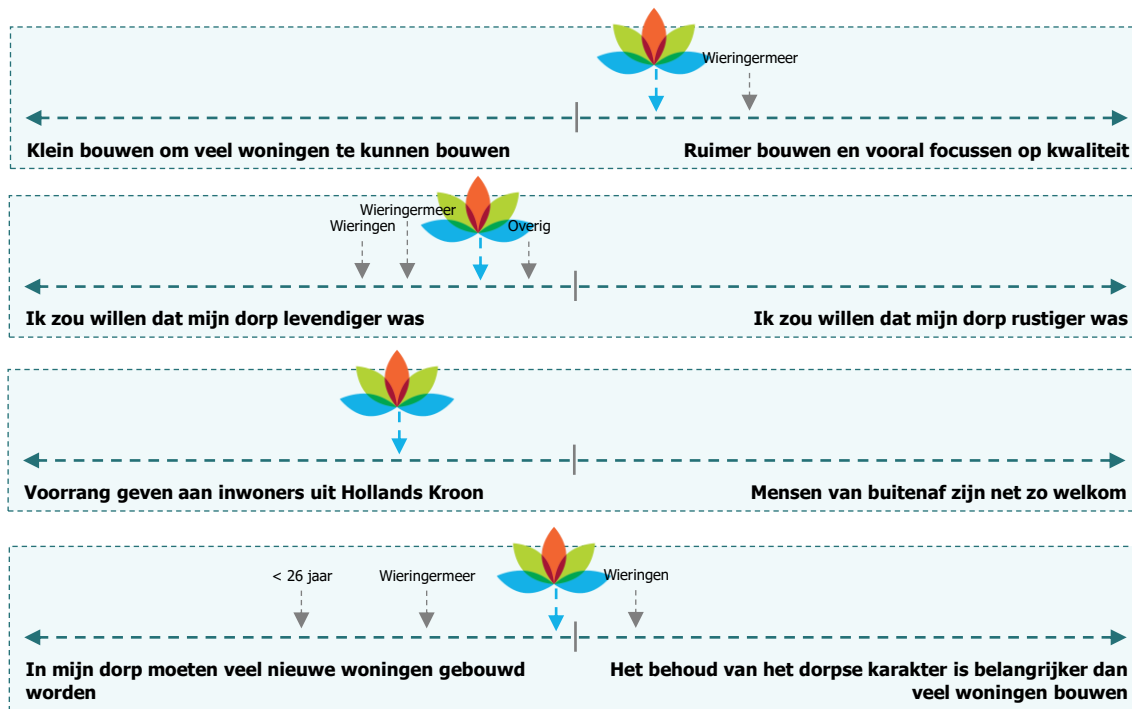 Wieringermeer
Klein bouwen om veel woningen te kunnen bouwen
Ruimer bouwen en vooral focussen op kwaliteit
Wieringermeer
Wieringen
Overig
Ik zou willen dat mijn dorp levendiger was
Ik zou willen dat mijn dorp rustiger was
Voorrang geven aan inwoners uit Hollands Kroon
Mensen van buitenaf zijn net zo welkom
< 26 jaar
Wieringermeer
Wieringen
In mijn dorp moeten veel nieuwe woningen gebouwd
worden
Het behoud van het dorpse karakter is belangrijker dan
veel woningen bouwen